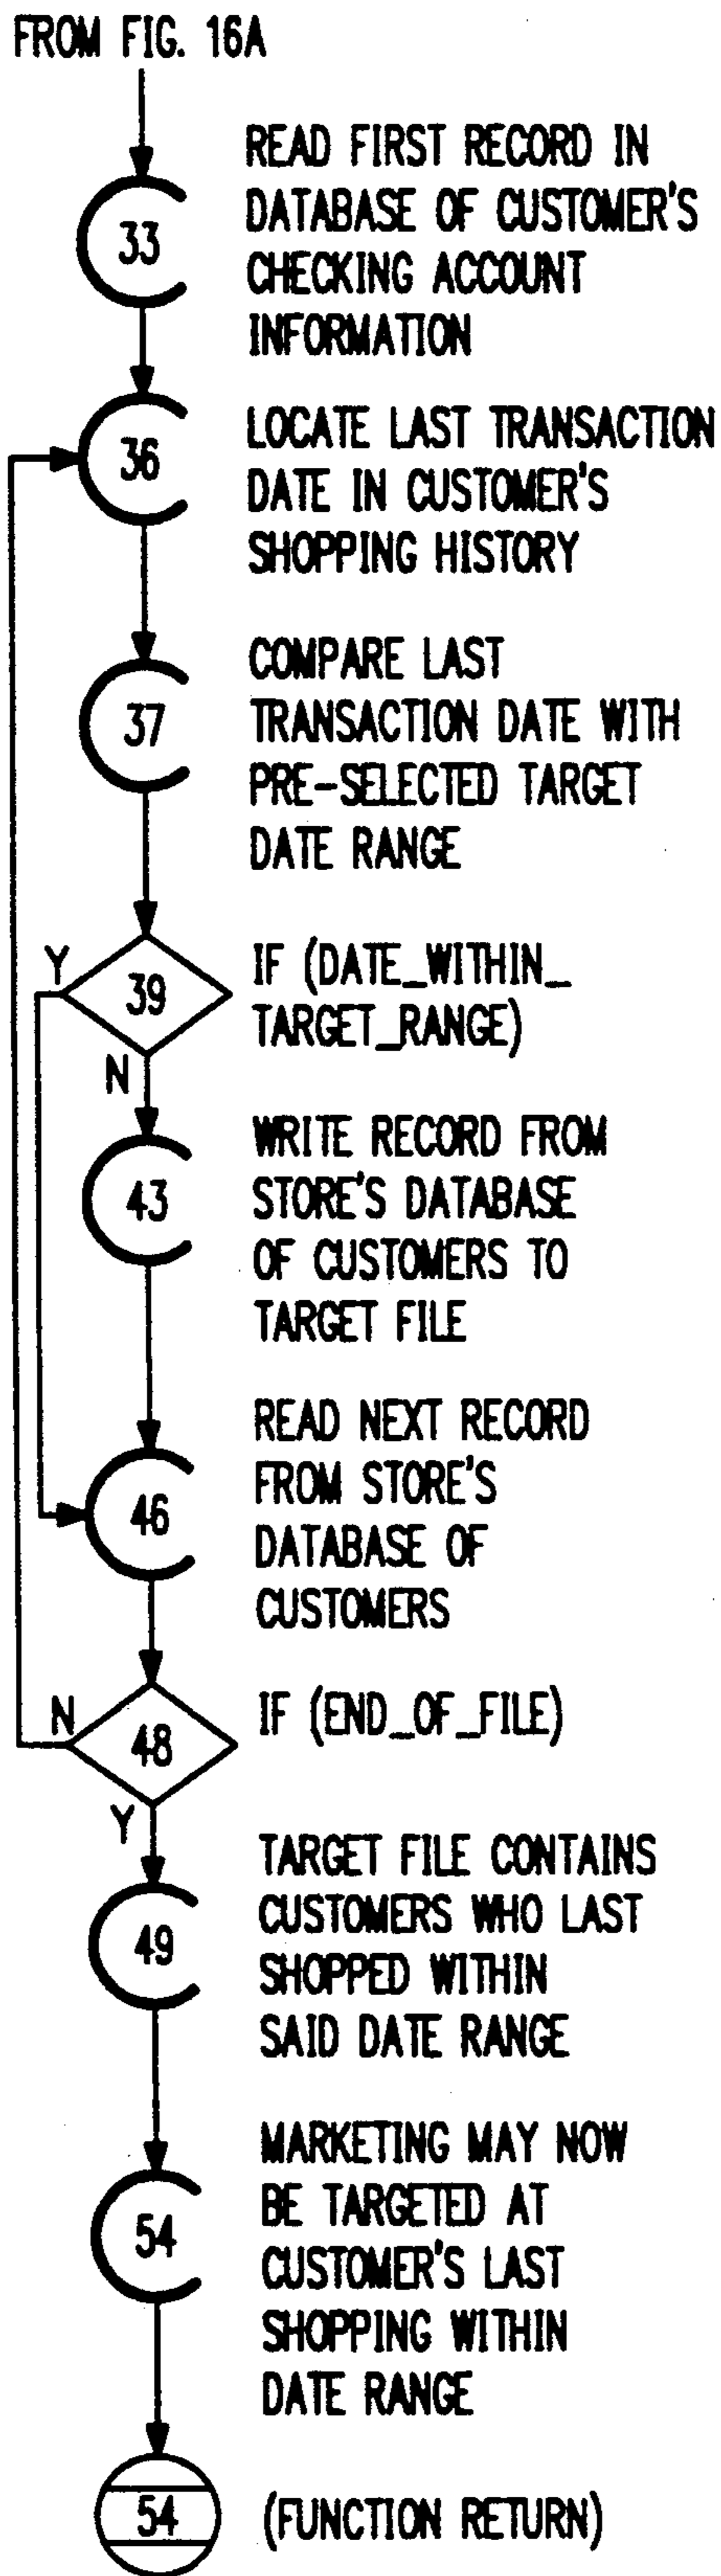 FROM FIG. 16A
33
READ FIRST RECORD IN
DATABASE OF CUSTOMER'S
CHECKING ACCOUNT
INFORMATION
36
LOCATE LAST TRANSACTION
DATE IN CUSTOMER'S
SHOPPING HISTORY
37
COMPARE LAST
TRANSACTION DATE WITH
PRE-SELECTED TARGET
DATE RANGE
Y
39
N
IF (DATE_WITHIN_
TARGET_RANGE)
43
WRITE RECORD FROM
STORE'S DATABASE
OF CUSTOMERS TO
TARGET FILE
46
READ NEXT RECORD
FROM STORE'S
DATABASE OF
CUSTOMERS
N
48
Y
IF (END_OF_FILE)
49
TARGET FILE CONTAINS
CUSTOMERS WHO LAST
SHOPPED WITHIN
SAID DATE RANGE
54
MARKETING MAY NOW
BE TARGETED AT
CUSTOMER'S LAST
SHOPPING WITHIN
DATE RANGE
54
(FUNCTION RETURN)